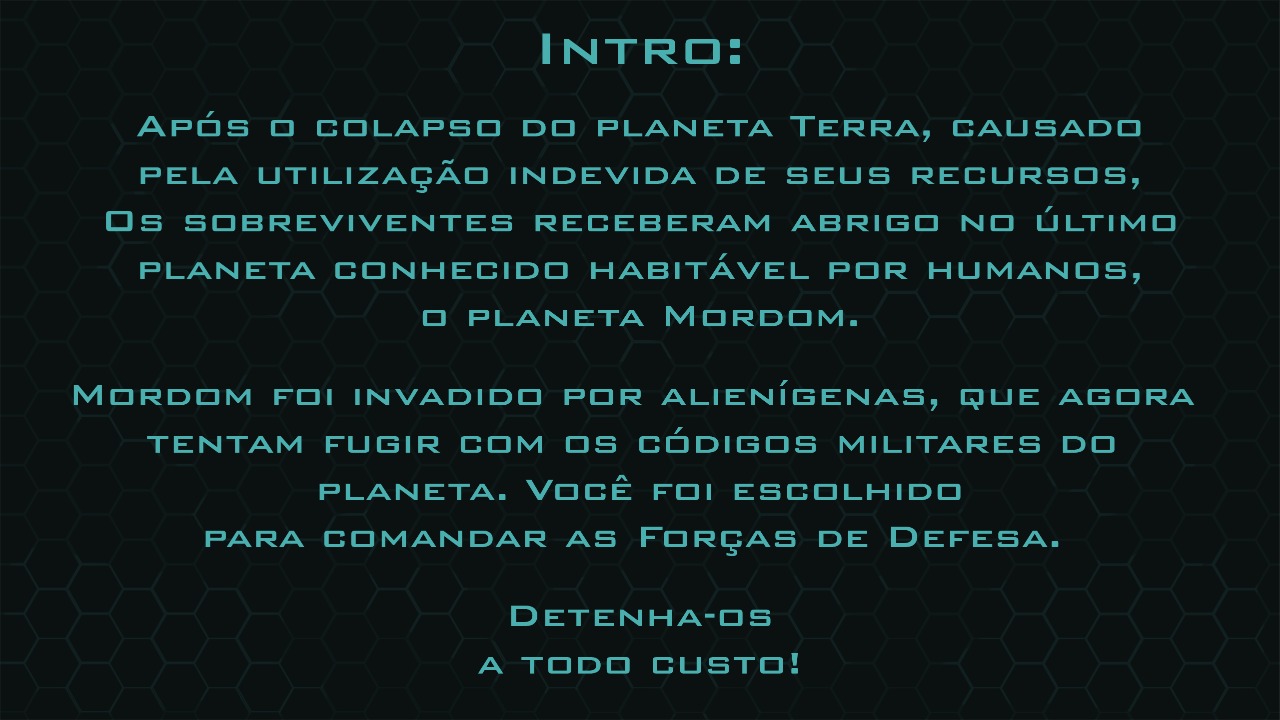 Intro:
Após o colapso do planeta Terra, causado
pela utilização indevida de seus recursos,
Os sobreviventes receberam abrigo no último
planeta conhecido habitável por humanos,
o planeta Mordom.
Mordom foi invadido por alienígenas, que agora
tentam fugir com os códigos militares do
planeta. Você foi escolhido
para comandar as Forças de Defesa.
Detenha-os
a todo custo!